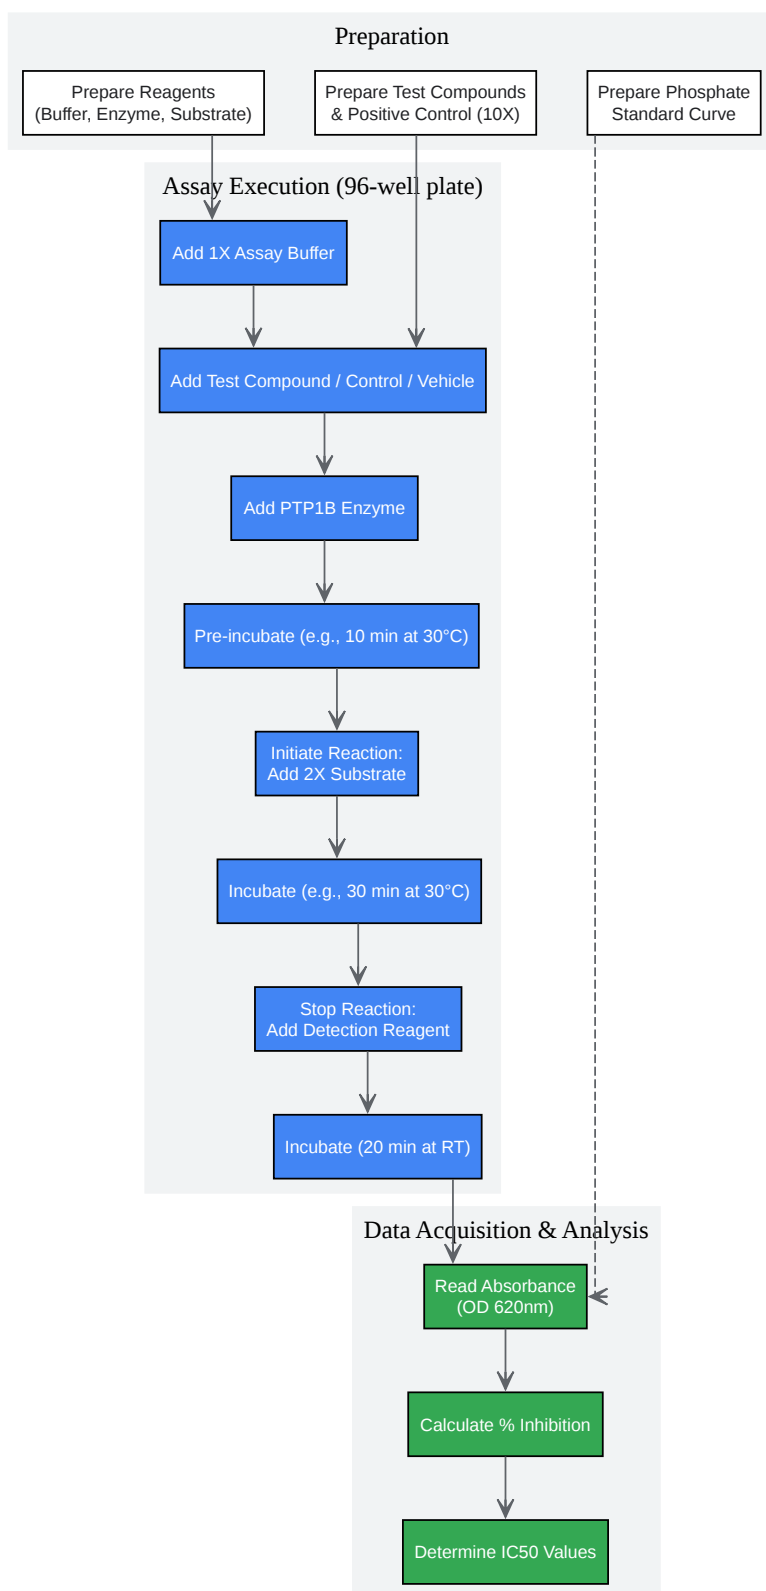 Preparation
Prepare Reagents
(Buffer, Enzyme, Substrate)
Prepare Test Compounds
& Positive Control (10X)
Prepare Phosphate
Standard Curve
Assay Execution (96-well plate)
Add 1X Assay Buffer
Add Test Compound / Control / Vehicle
Add PTP1B Enzyme
Pre-incubate (e.g., 10 min at 30°C)
Initiate Reaction:
Add 2X Substrate
Incubate (e.g., 30 min at 30°C)
Stop Reaction:
Add Detection Reagent
Incubate (20 min at RT)
Data Acquisition & Analysis
Read Absorbance
(OD 620nm)
Calculate % Inhibition
Determine IC50 Values